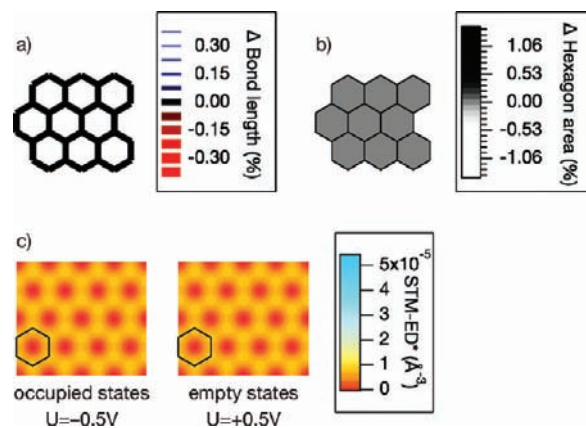 a)
0.30
0.15
0.00
-0.15
-0.30
Δ Bond length (%)
b)
1.06
0.53
0.00
-0.53
-1.06
Δ Hexagon area (%)
c)
occupied states
U=−0.5V
empty states
U=+0.5V
5x10⁻⁵
4
3
2
1
0
STM-ED* (Å⁻³)